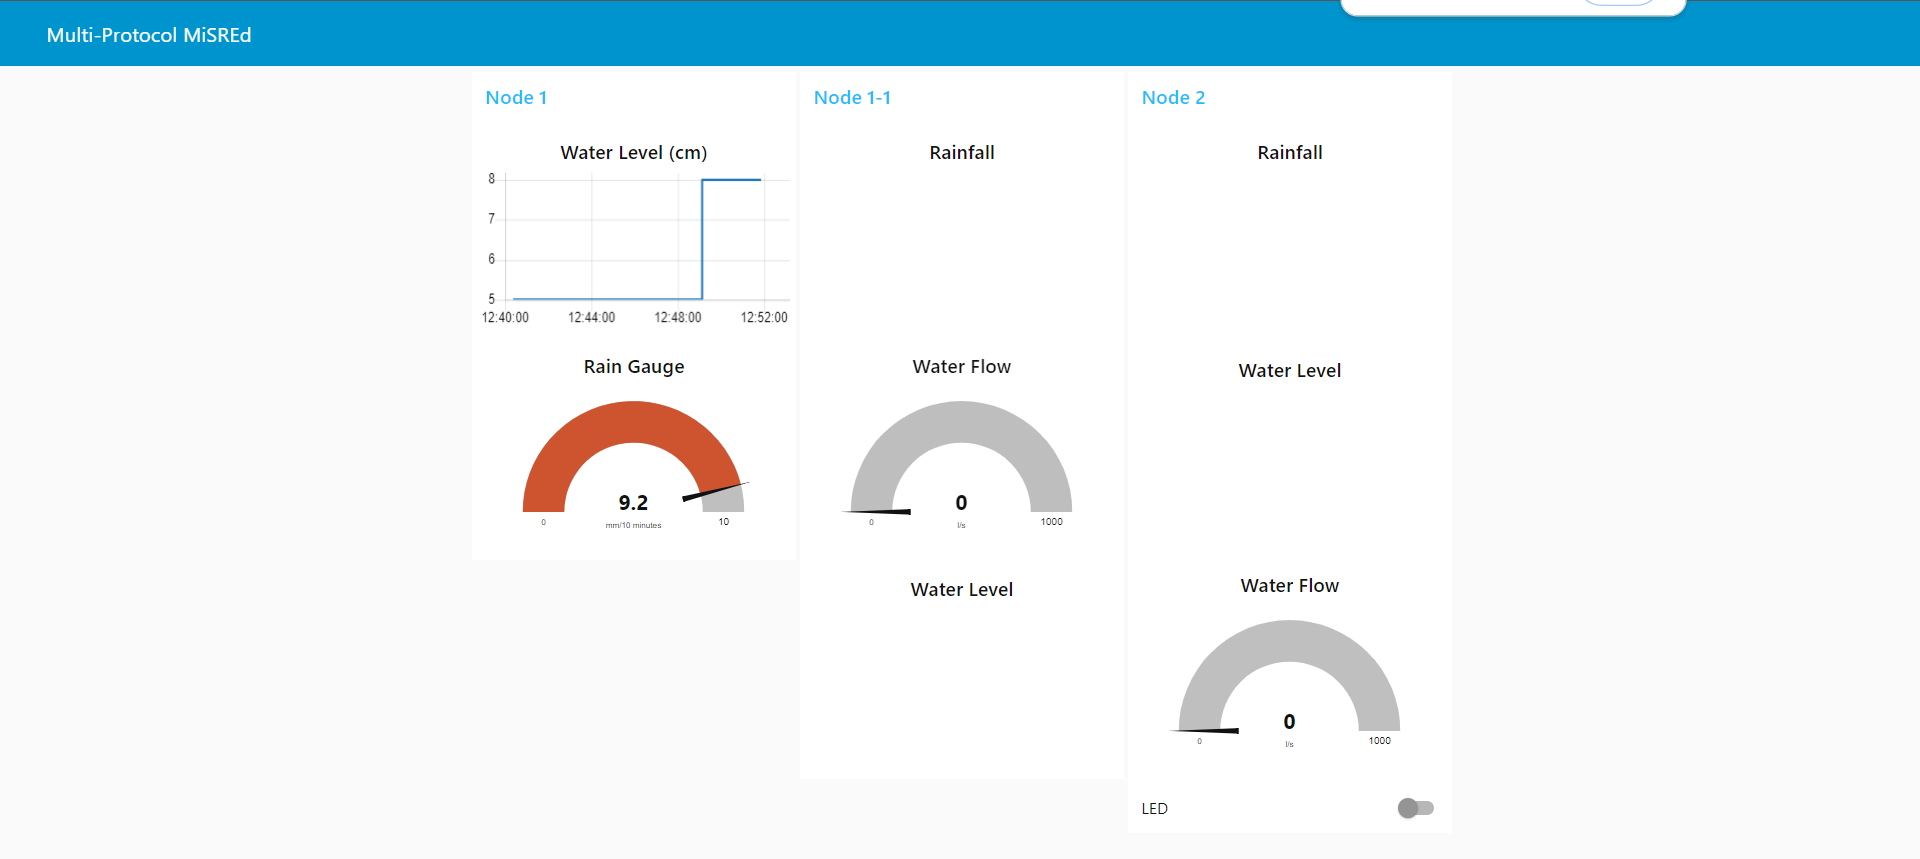 Multi-Protocol MiSREd
Node 1
Water Level (cm)
8
7
6
5
12:40:00 12:44:00 12:48:00 12:52:00
Rain Gauge
9.2
mm/10 minutes
0 10
Node 1-1
Rainfall
Water Flow
0
l/s
0 1000
Water Level
Node 2
Rainfall
Water Level
Water Flow
0
l/s
0 1000
LED